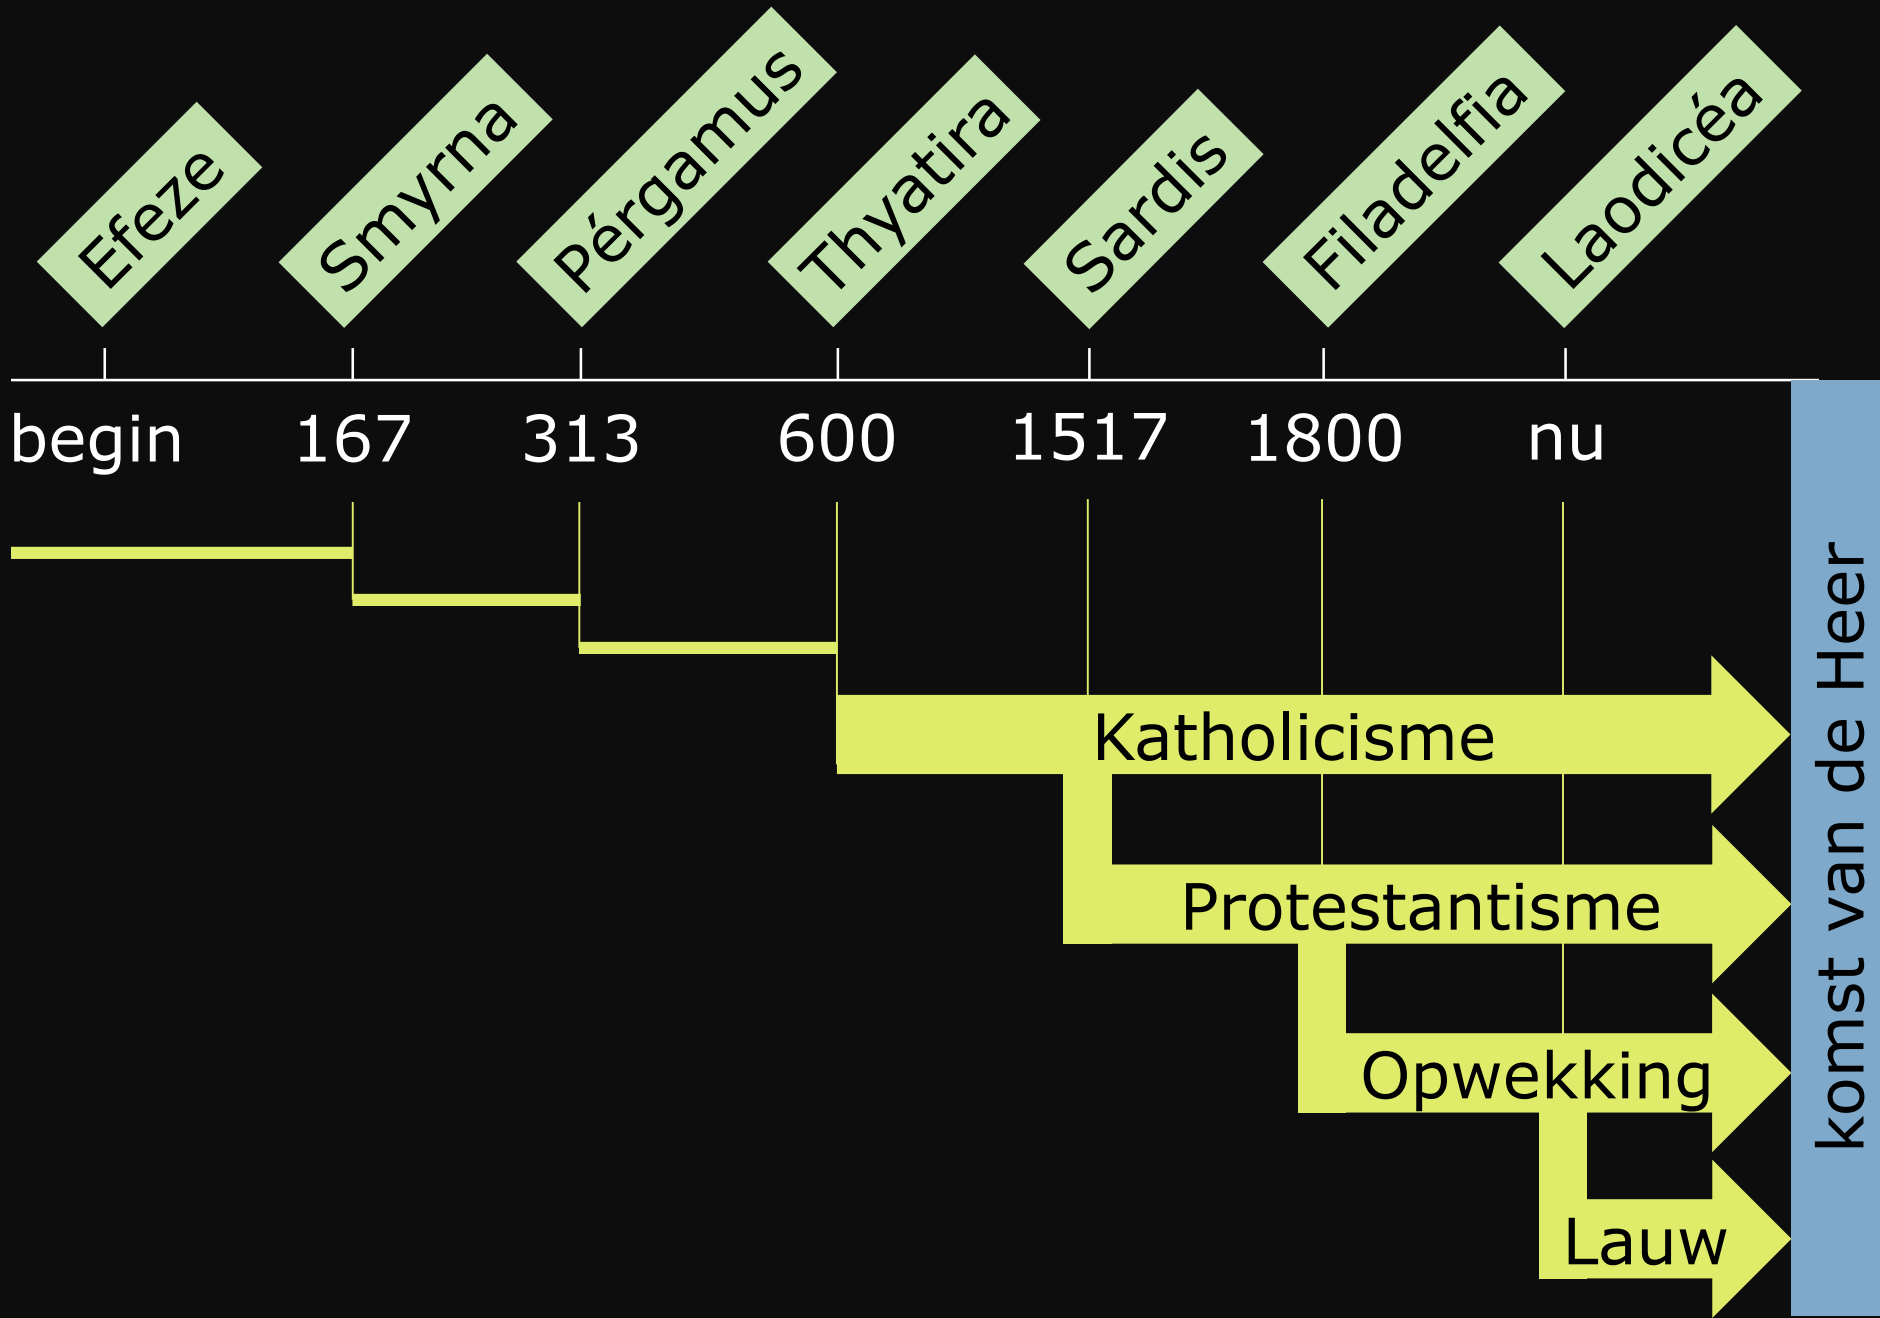 Efeze
Smyrna
Pérgamus
Thyatira
Sardis
Filadelfia
Laodicéa
begin 167 313 600 1517 1800 nu
Katholicisme
Protestantisme
Opwekking
Lauw
komst van de Heer